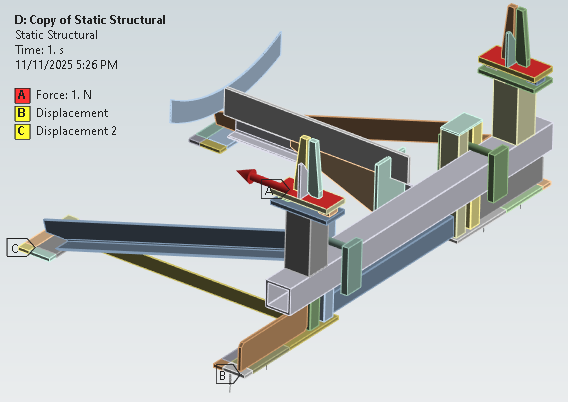 D: Copy of Static Structural
Static Structural
Time: 1. s
11/11/2025 5:26 PM
A Force: 1. N
B Displacement
C Displacement 2
A
C
B